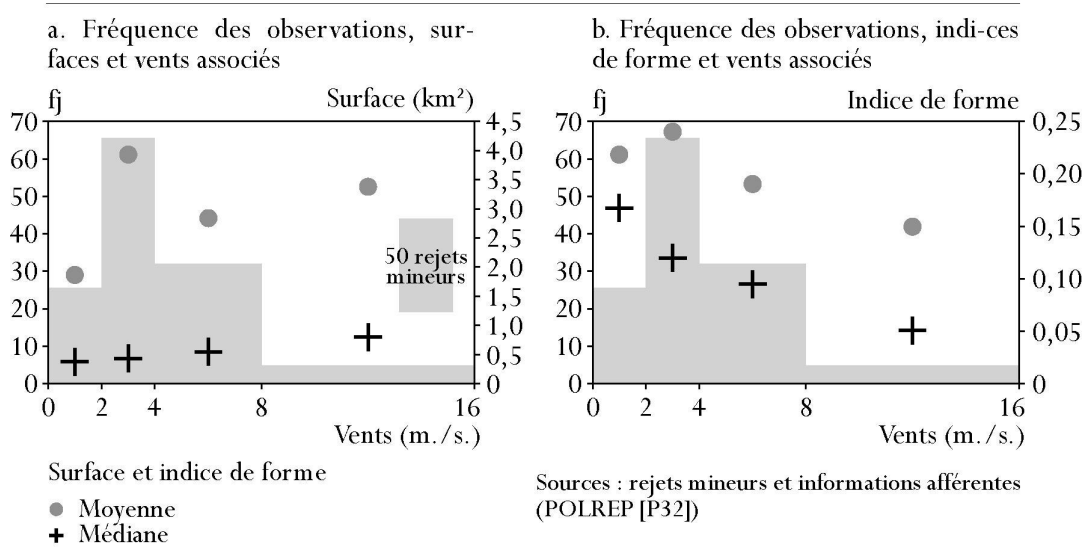 a. Fréquence des observations, sur-
faces et vents associés
fj
Surface (km²)
70
60
50
40
30
20
10
0
4,5
4,0
3,5
3,0
2,5
2,0
1,5
1,0
0,5
0
50 rejets
mineurs
0 2 4 8 16
Vents (m./s.)
b. Fréquence des observations, indi-ces
de forme et vents associés
fj
Indice de forme
70
60
50
40
30
20
10
0
0,25
0,20
0,15
0,10
0,05
0
0 2 4 8 16
Vents (m./s.)
Surface et indice de forme
Moyenne
Médiane
Sources : rejets mineurs et informations afférentes
(POLREP [P32])